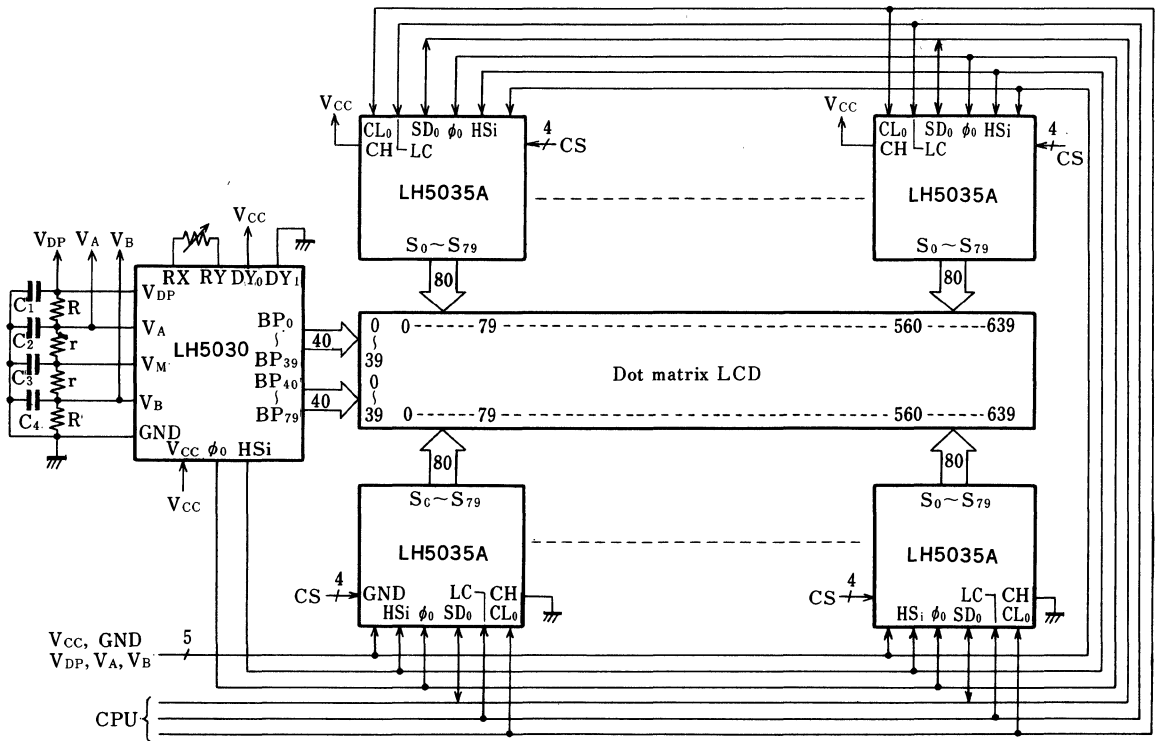 CL₀ SD₀ φ₀ HSi
CH LC
VCC
4
CS
LH5035A
S₀~S₇₉
80
CL₀ SD₀ φ₀ HSi
CH LC
VCC
4
CS
LH5035A
S₀~S₇₉
80
VDP VA VB
VCC
RX RY DY₀ DY₁
VDP
VA
VM
VB
GND
C₁
C₂
C₃
C₄
R
r
r
R
LH5030
BP₀
~
BP₃₉
BP₄₀
~
BP₇₉
40
40
VCC φ₀ HSi
VCC
0 0 ------- 79 560 ------- 639
~
39
Dot matrix LCD
0
~
39 0 ------- 79 560 ------- 639
80
S₀~S₇₉
LH5035A
4
CS
GND LC CH
HSi φ₀ SD₀ CL₀
80
S₀~S₇₉
LH5035A
4
CS
LC CH
HSi φ₀ SD₀ CL₀
VCC, GND 5
VDP, VA, VB
CPU